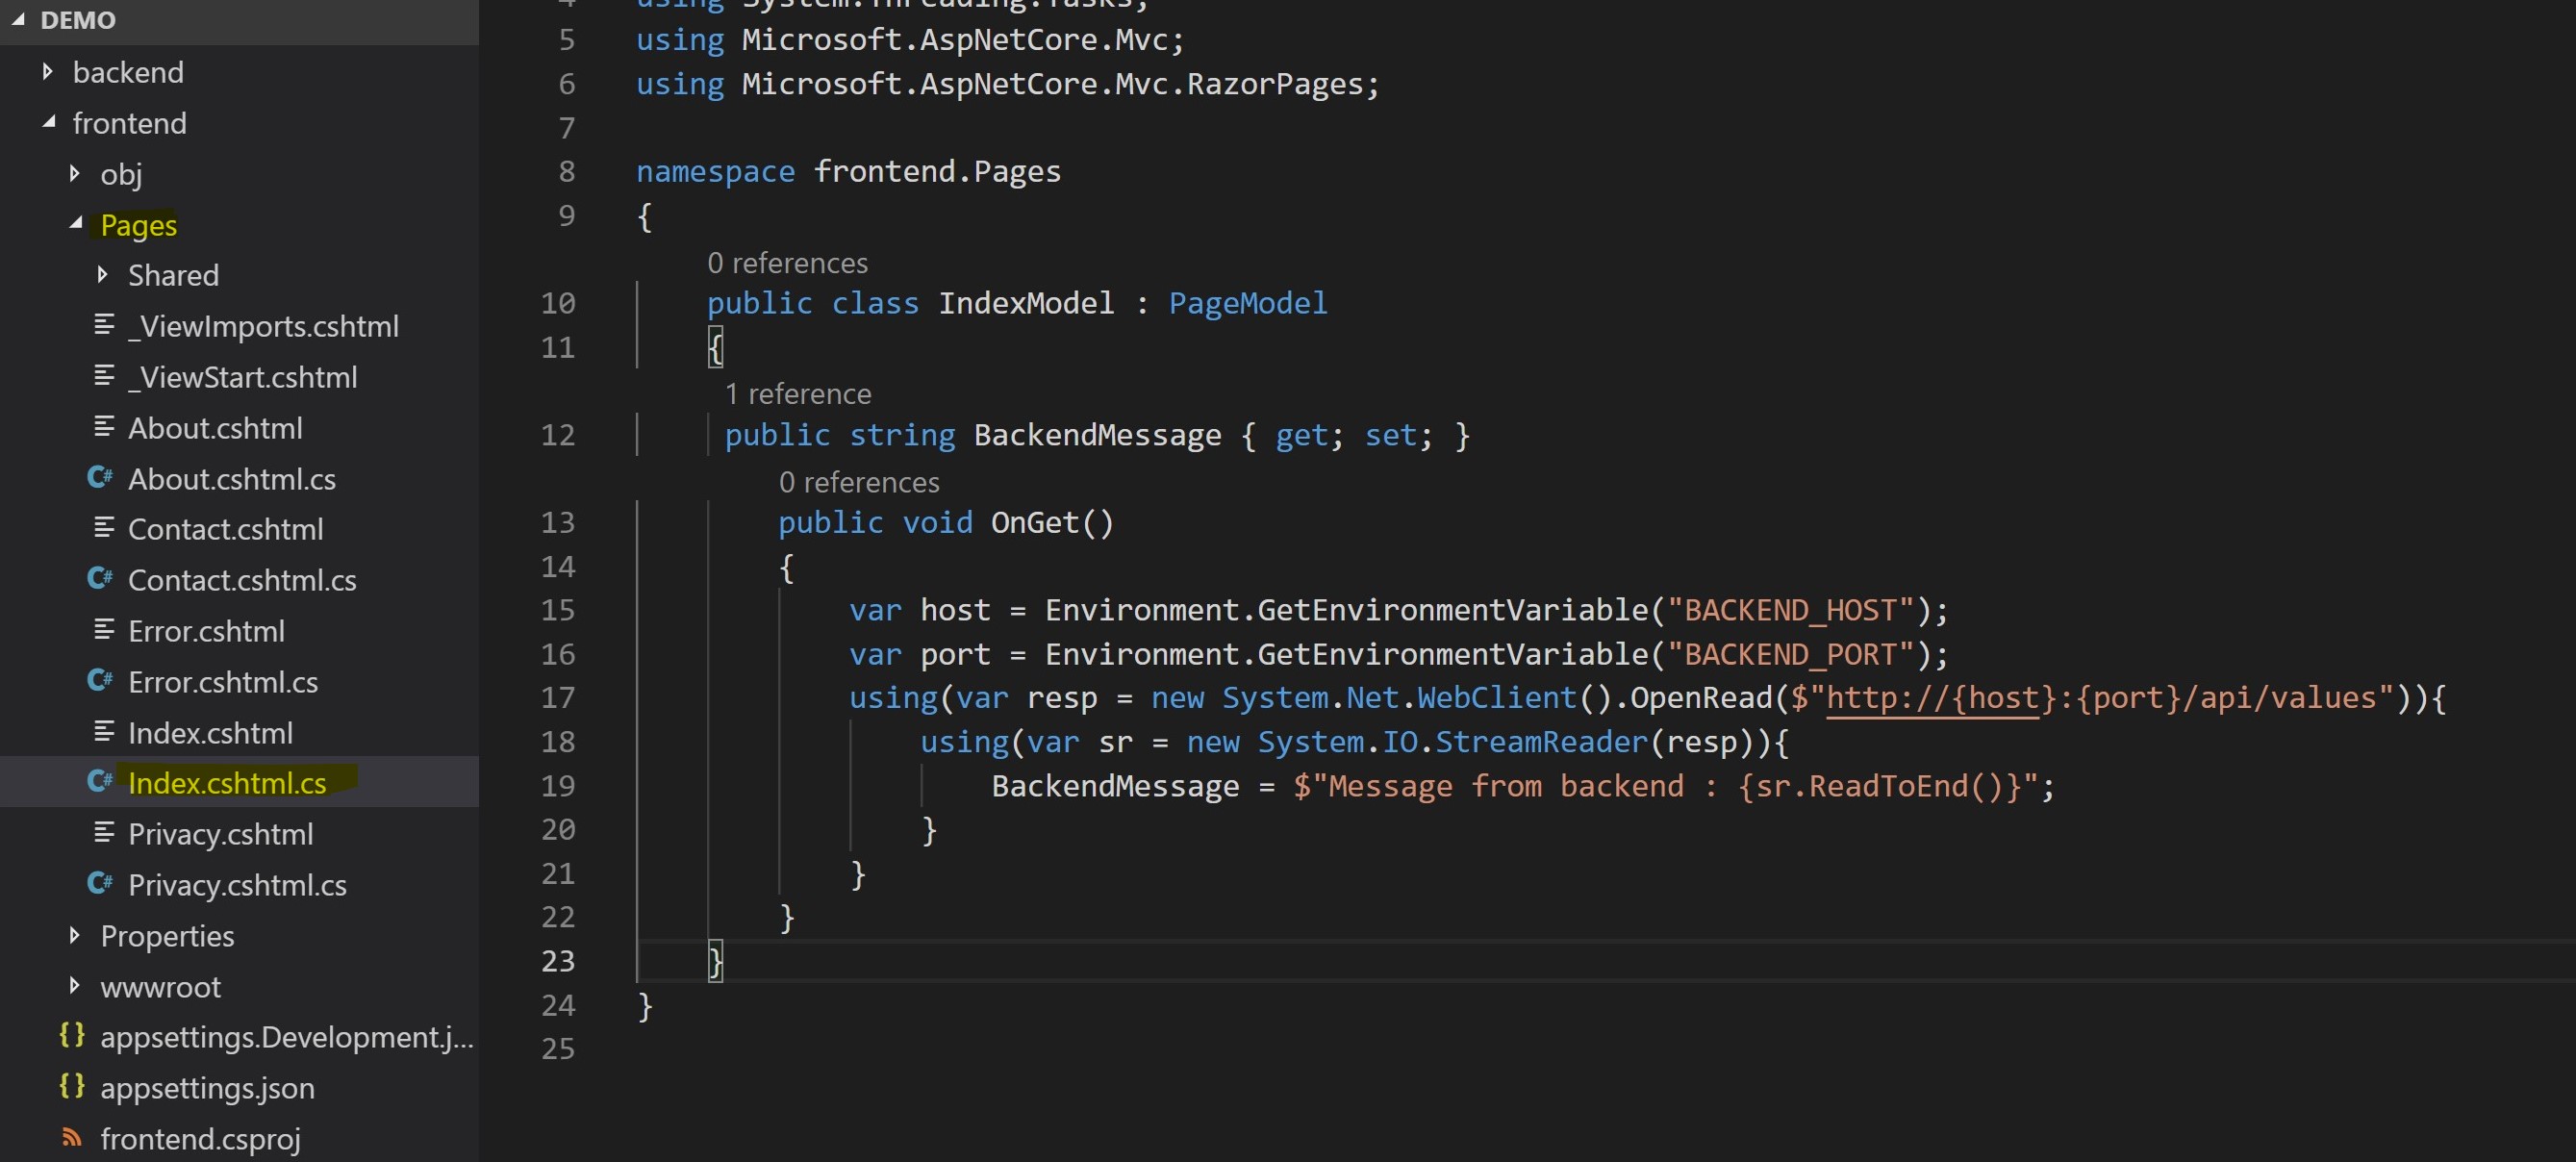 DEMO
backend
frontend
obj
Pages
Shared
_ViewImports.cshtml
_ViewStart.cshtml
About.cshtml
About.cshtml.cs
Contact.cshtml
Contact.cshtml.cs
Error.cshtml
Error.cshtml.cs
Index.cshtml
Index.cshtml.cs
Privacy.cshtml
Privacy.cshtml.cs
Properties
wwwroot
appsettings.Development.j...
appsettings.json
frontend.csproj
4 using System.Threading.Tasks;
5 using Microsoft.AspNetCore.Mvc;
6 using Microsoft.AspNetCore.Mvc.RazorPages;
7
8 namespace frontend.Pages
9 {
0 references
10 public class IndexModel : PageModel
11 {
1 reference
12 public string BackendMessage { get; set; }
0 references
13 public void OnGet()
14 {
15 var host = Environment.GetEnvironmentVariable("BACKEND_HOST");
16 var port = Environment.GetEnvironmentVariable("BACKEND_PORT");
17 using(var resp = new System.Net.WebClient().OpenRead($"http://{host}:{port}/api/values")){
18 using(var sr = new System.IO.StreamReader(resp)){
19 BackendMessage = $"Message from backend : {sr.ReadToEnd()}";
20 }
21 }
22 }
23 }
24 }
25